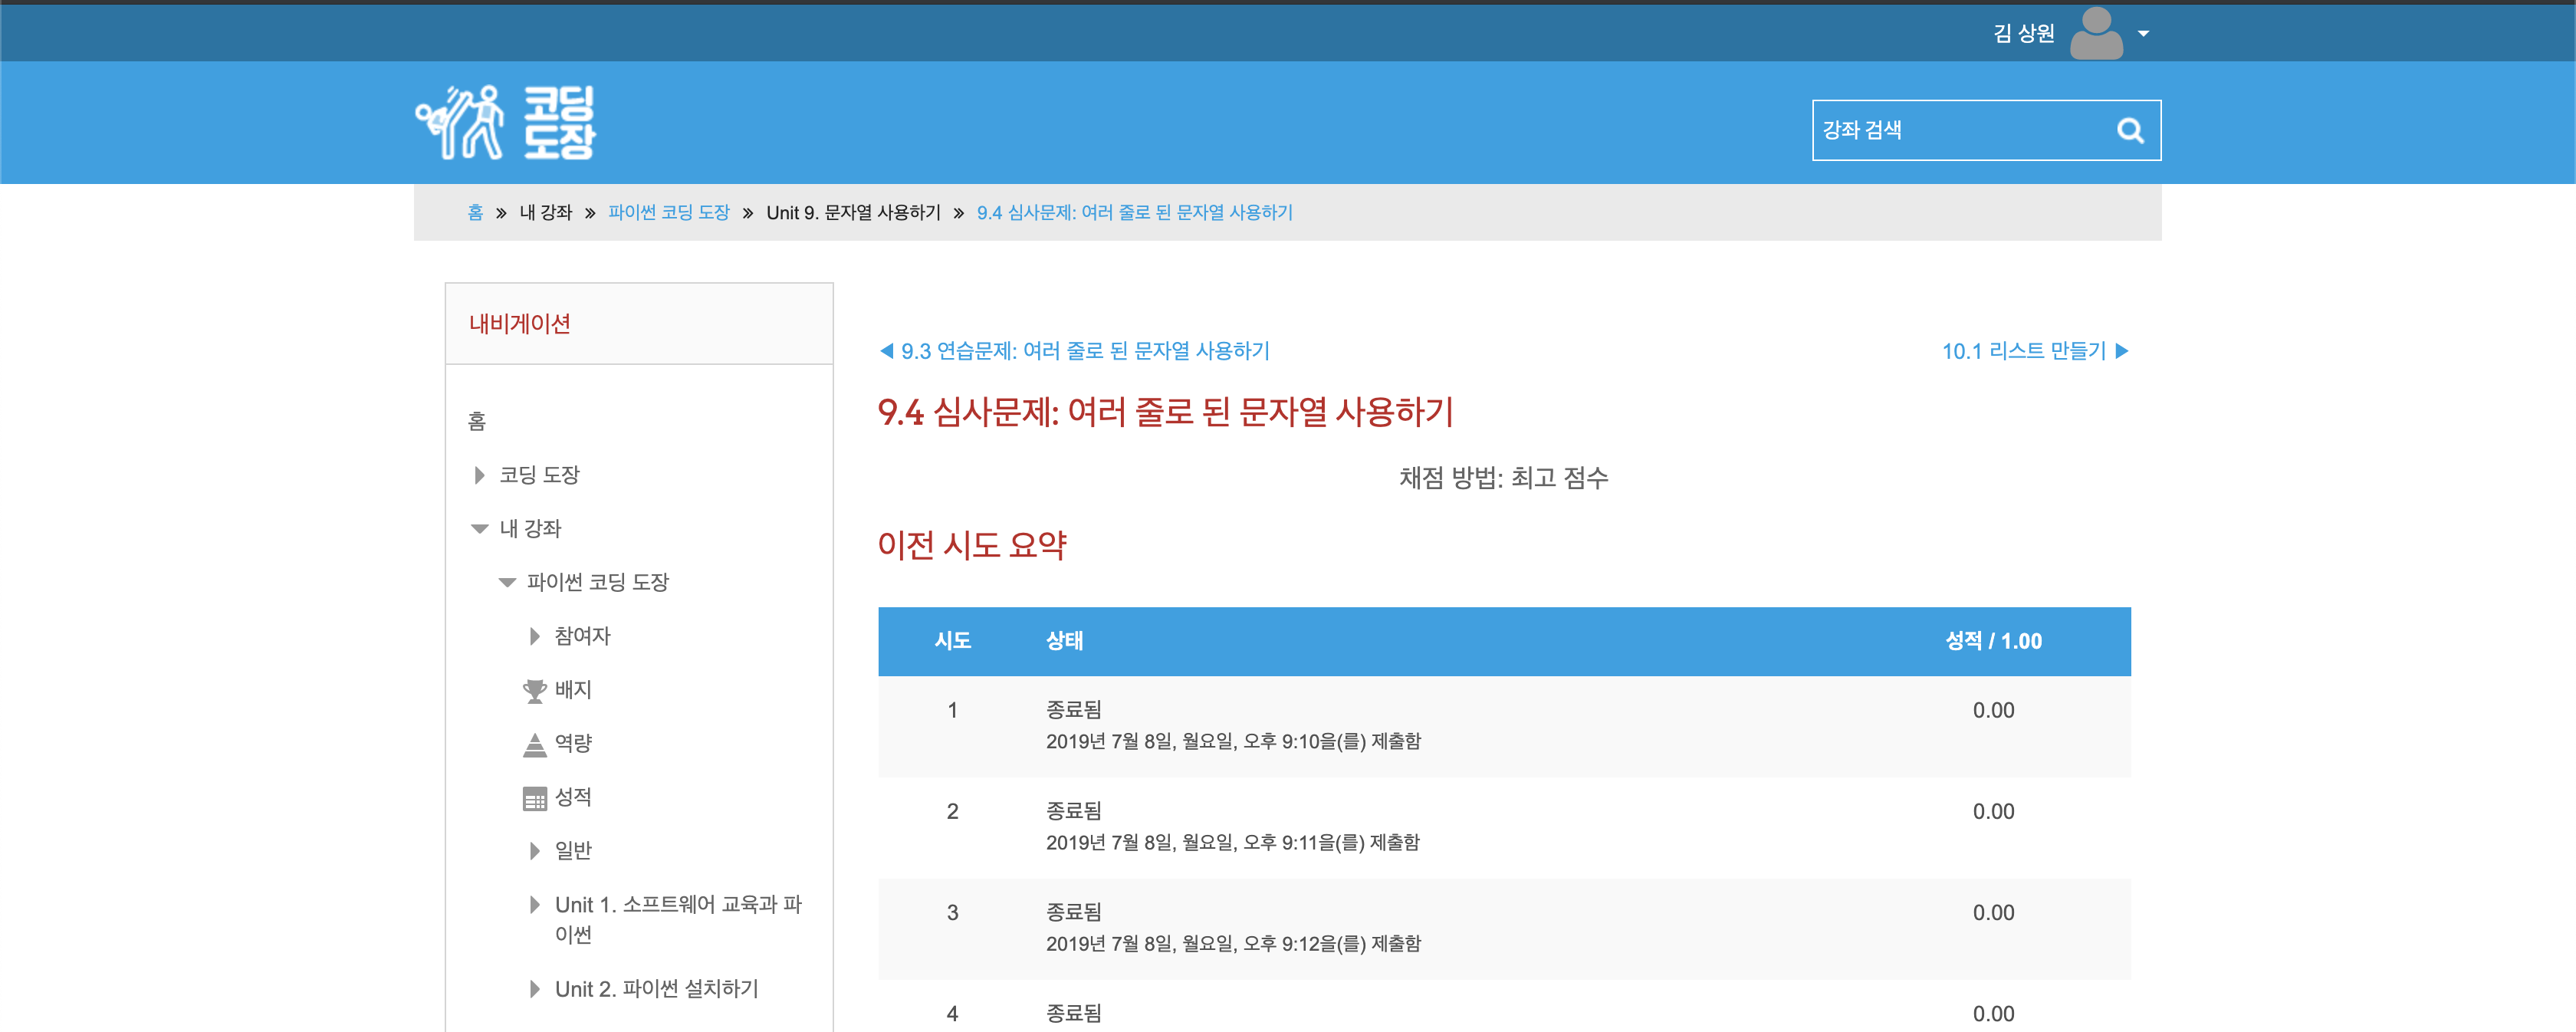 김 상원
코딩
도장
강좌 검색
홈 » 내 강좌 » 파이썬 코딩 도장 » Unit 9. 문자열 사용하기 » 9.4 심사문제: 여러 줄로 된 문자열 사용하기
내비게이션
홈
코딩 도장
내 강좌
파이썬 코딩 도장
참여자
배지
역량
성적
일반
Unit 1. 소프트웨어 교육과 파
이썬
Unit 2. 파이썬 설치하기
◀ 9.3 연습문제: 여러 줄로 된 문자열 사용하기
10.1 리스트 만들기 ▶
9.4 심사문제: 여러 줄로 된 문자열 사용하기
채점 방법: 최고 점수
이전 시도 요약
시도 상태 성적 / 1.00
1 종료됨 0.00
2019년 7월 8일, 월요일, 오후 9:10을(를) 제출함
2 종료됨 0.00
2019년 7월 8일, 월요일, 오후 9:11을(를) 제출함
3 종료됨 0.00
2019년 7월 8일, 월요일, 오후 9:12을(를) 제출함
4 종료됨 0.00